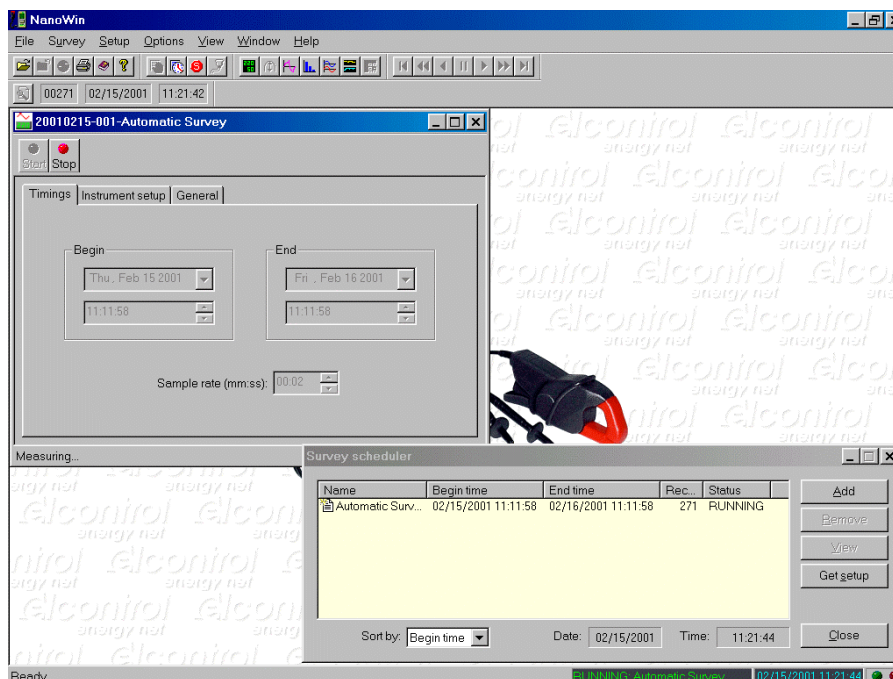 NanoWin
File Survey Setup Options View Window Help
00271 02/15/2001 11:21:42
20010215-001-Automatic Survey
Start Stop
Timings Instrument setup General
Begin
Thu , Feb 15 2001
11:11:58
End
Fri , Feb 16 2001
11:11:58
Sample rate (mm:ss): 00:02
Measuring...
elcontrol
energy net
Survey scheduler
Name Begin time End time Rec... Status
Automatic Surv... 02/15/2001 11:11:58 02/16/2001 11:11:58 271 RUNNING
Add
Remove
View
Get setup
Sort by: Begin time Date: 02/15/2001 Time: 11:21:44 Close
Ready
RUNNING: Automatic Survey 02/15/2001 11:21:44